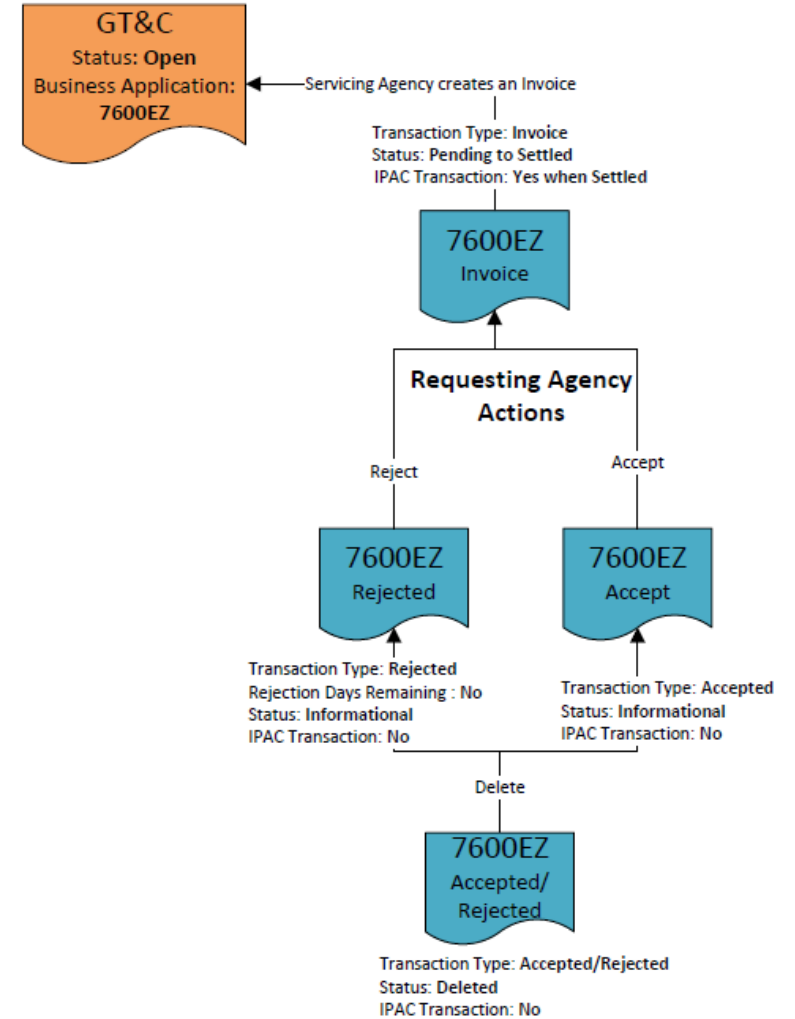 GT&C
Status: Open
Business Application:
7600EZ
Servicing Agency creates an Invoice
Transaction Type: Invoice
Status: Pending to Settled
IPAC Transaction: Yes when Settled
7600EZ
Invoice
Requesting Agency
Actions
Reject
Accept
7600EZ
Rejected
7600EZ
Accept
Transaction Type: Rejected
Rejection Days Remaining : No
Status: Informational
IPAC Transaction: No
Transaction Type: Accepted
Status: Informational
IPAC Transaction: No
Delete
7600EZ
Accepted/
Rejected
Transaction Type: Accepted/Rejected
Status: Deleted
IPAC Transaction: No